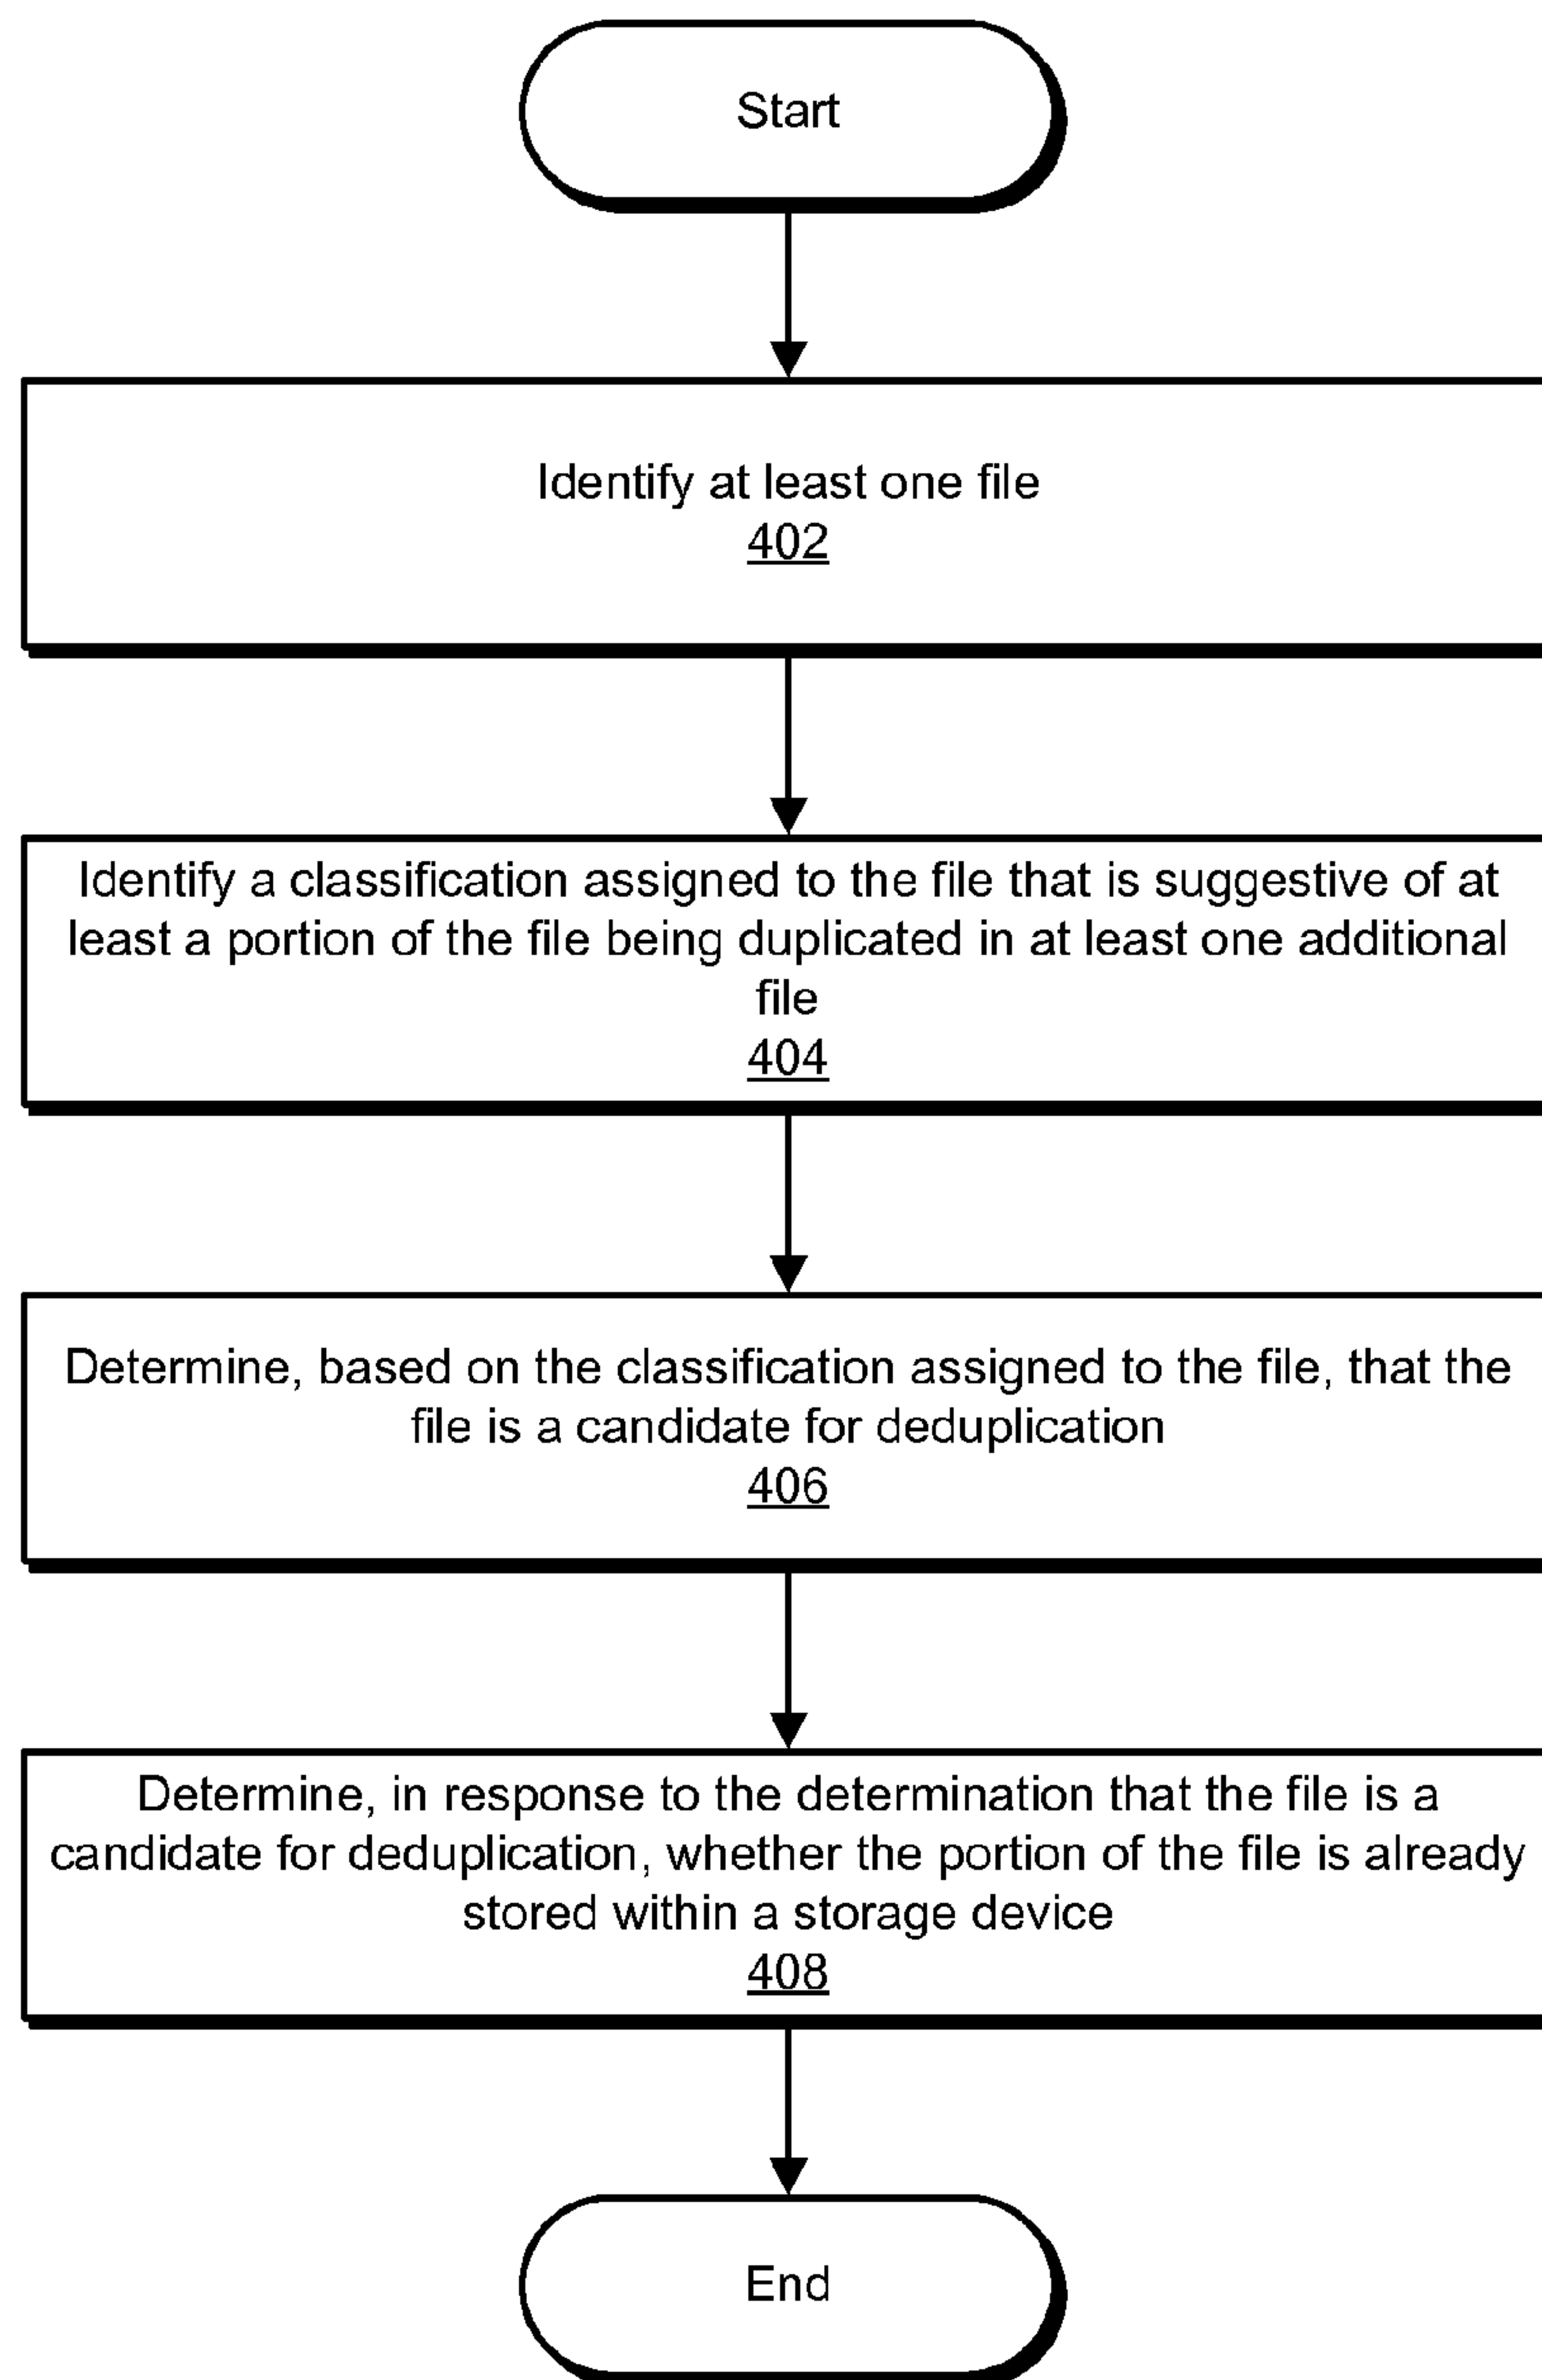 Start
Identify at least one file
402
Identify a classification assigned to the file that is suggestive of at
least a portion of the file being duplicated in at least one additional
file
404
Determine, based on the classification assigned to the file, that the
file is a candidate for deduplication
406
Determine, in response to the determination that the file is a
candidate for deduplication, whether the portion of the file is already
stored within a storage device
408
End